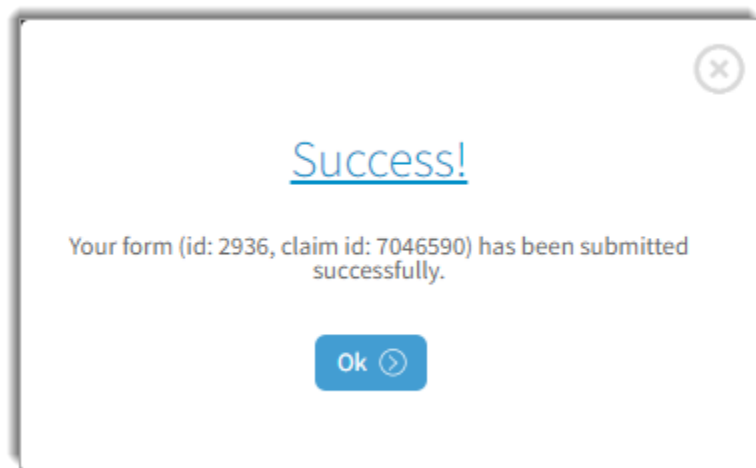 Success!
Your form (id: 2936, claim id: 7046590) has been submitted
successfully.
Ok